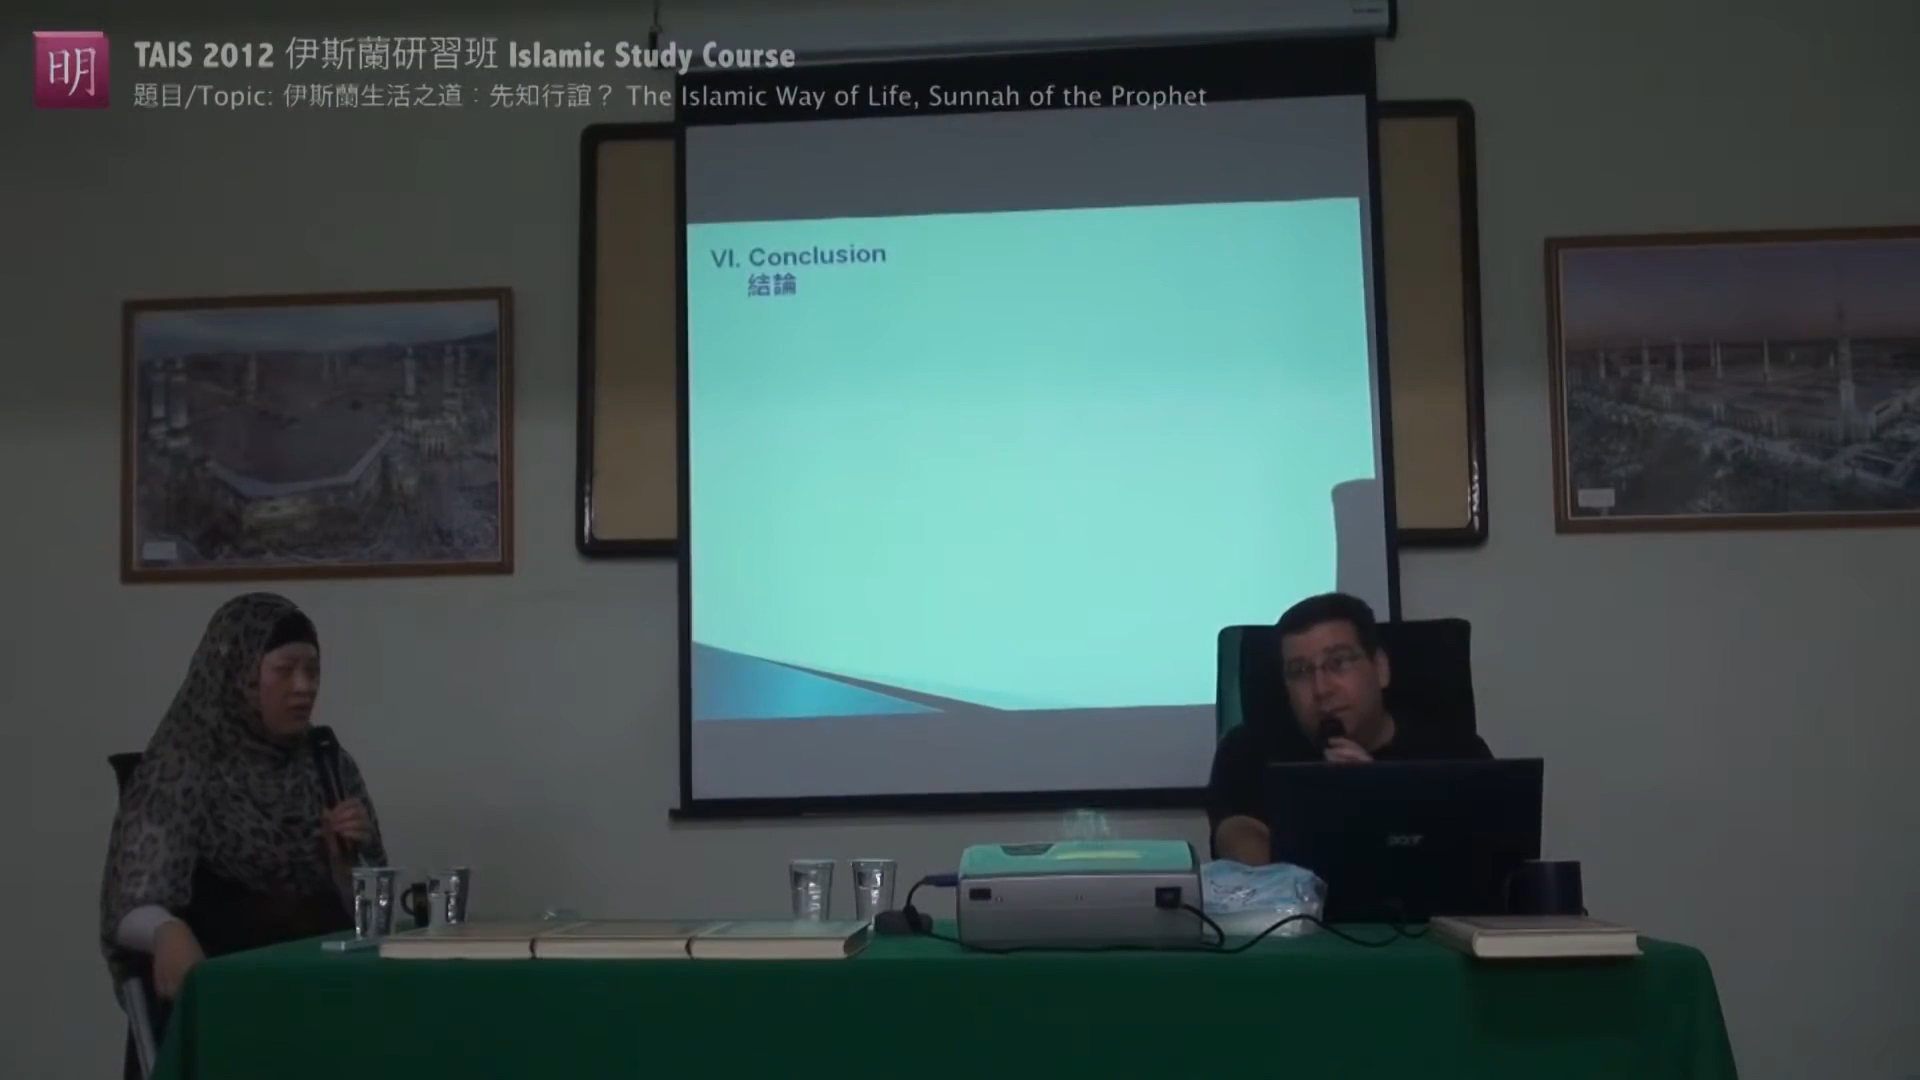 明
TAIS 2012 伊斯蘭研習班 Islamic Study Course
題目/Topic: 伊斯蘭生活之道：先知行誼？ The Islamic Way of Life, Sunnah of the Prophet
VI. Conclusion
結論
acer